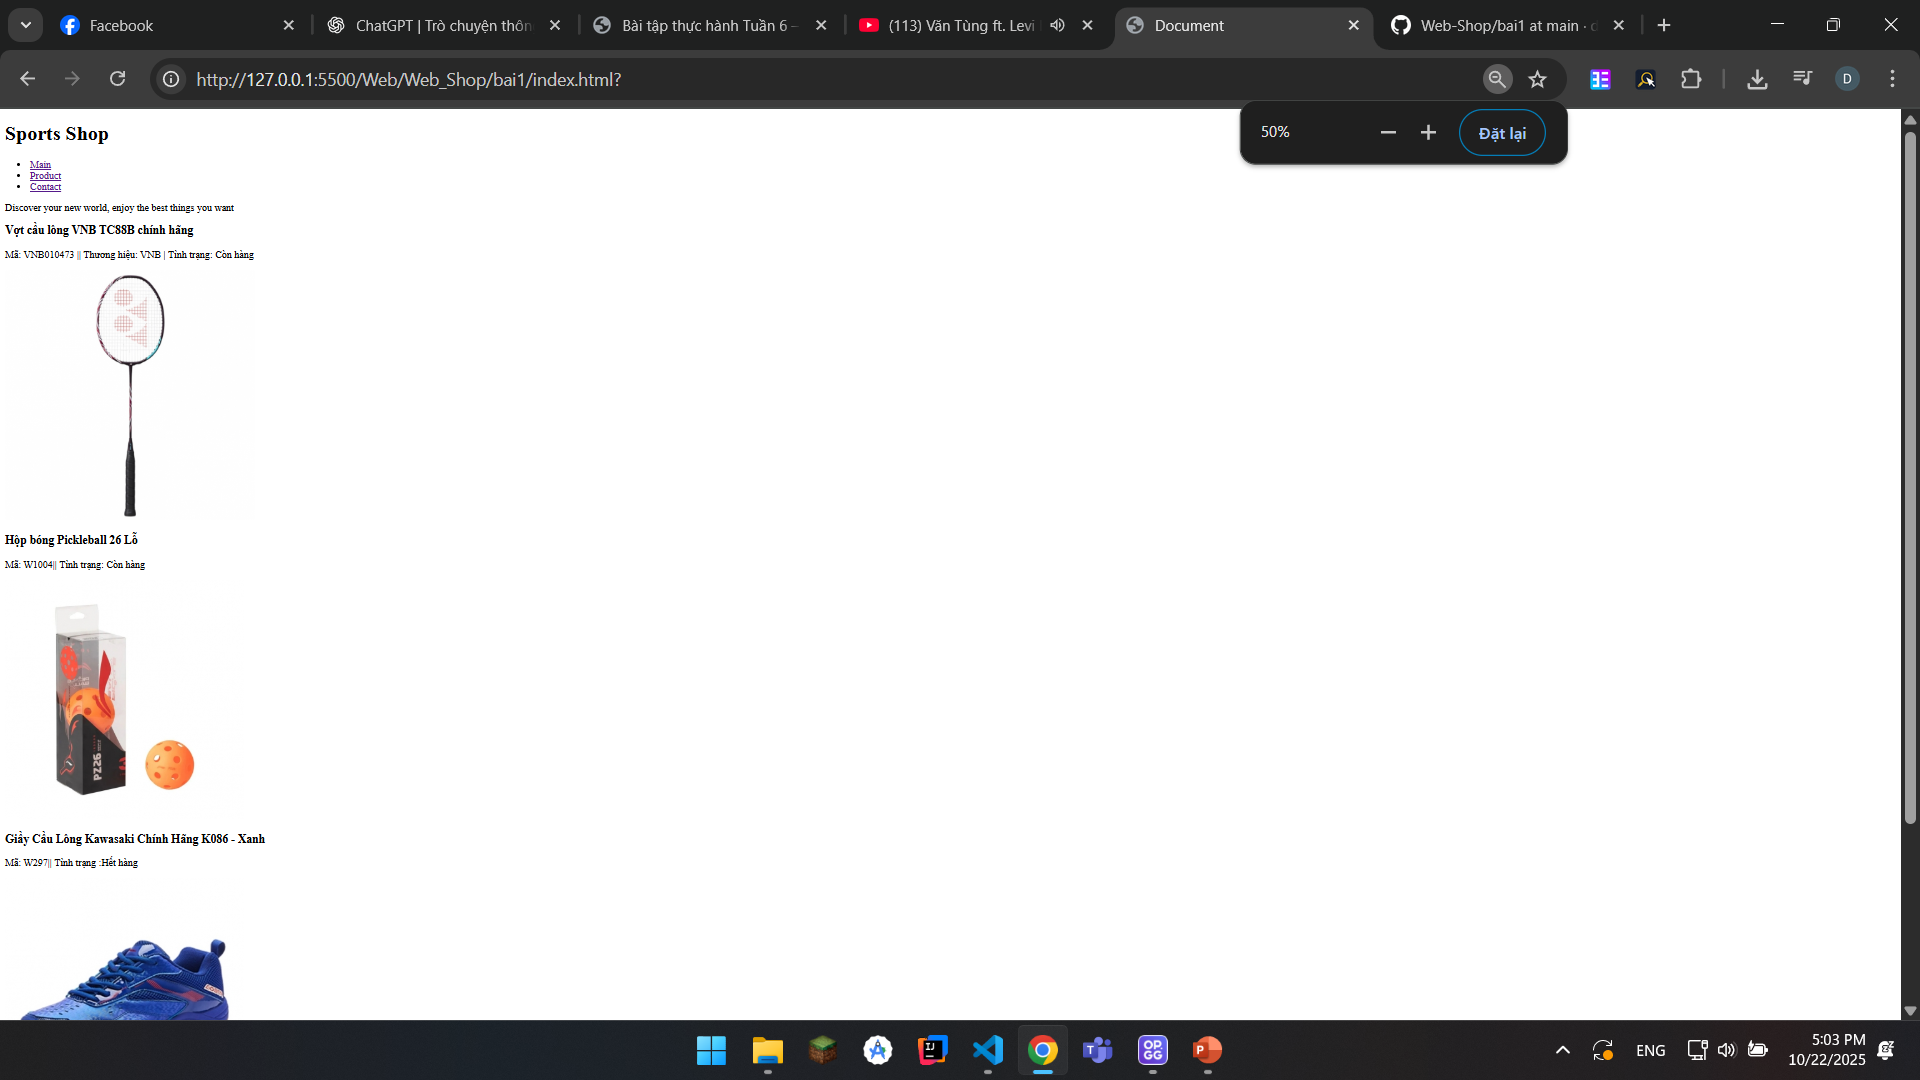 Facebook
ChatGPT | Trò chuyện thôn
Bài tập thực hành Tuần 6 –
(113) Văn Tùng ft. Levi
Document
Web-Shop/bai1 at main · d
http://127.0.0.1:5500/Web/Web_Shop/bai1/index.html?
D
50%
Đặt lại
Sports Shop
Main
Product
Contact
Discover your new world, enjoy the best things you want
Vợt cầu lông VNB TC88B chính hãng
Mã: VNB010473 || Thương hiệu: VNB | Tình trạng: Còn hàng
Hộp bóng Pickleball 26 Lỗ
Mã: W1004|| Tình trạng: Còn hàng
PZ26
Giầy Cầu Lông Kawasaki Chính Hãng K086 - Xanh
Mã: W297|| Tình trạng :Hết hàng
IJ
T
OP.GG
P
ENG
5:03 PM
10/22/2025